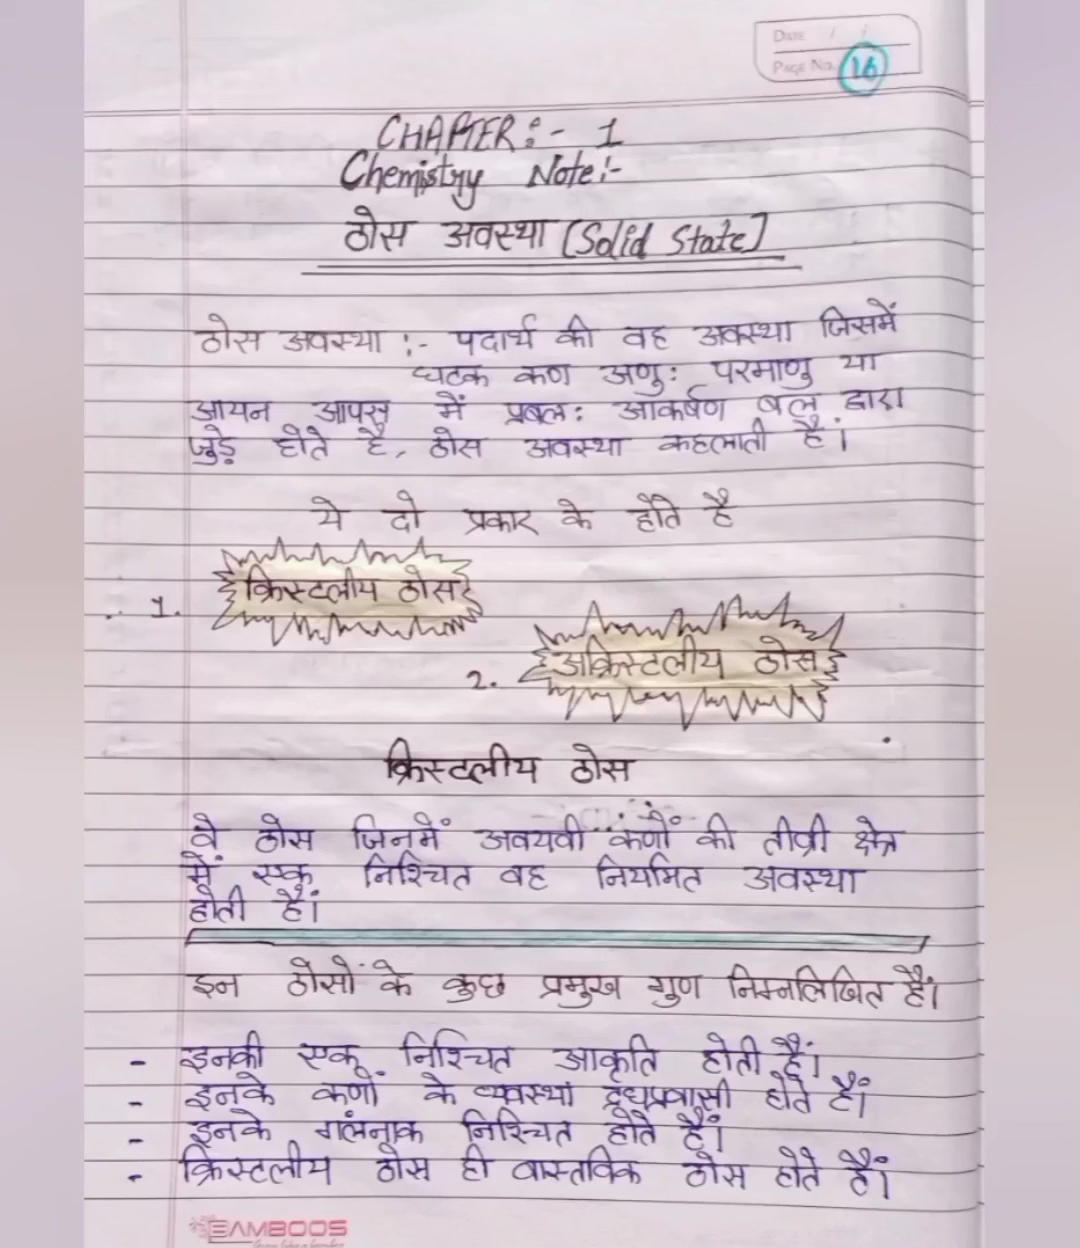 DATE / /
PAGE NO. 16
CHAPTER:- 1
Chemistry Note:-
ठोस अवस्था (Solid State)
ठोस अवस्था :- पदार्थ की वह अवस्था जिसमें
घटक कण अणु: परमाणु या
आयन आपस में प्रबल: आकर्षण बल द्वारा
जुड़े होते है, ठोस अवस्था कहलाती है।
ये दो प्रकार के होते है
1. क्रिस्टलीय ठोस
2. अक्रिस्टलीय ठोस
क्रिस्टलीय ठोस
वे ठोस जिनमें अवयवी कणों की तीव्री क्षेत्र
में एक निश्चित वह नियमित अवस्था
होती हैं।
इन ठोसों के कुछ प्रमुख गुण निम्नलिखित हैं।
- इनकी एक निश्चित आकृति होती हैं।
- इनके कणों के व्यवस्था होते हैं।
- इनके गलंनाक निश्चित होते हैं।
- क्रिस्टलीय ठोस ही वास्तविक ठोस होते हैं।
BAMBOOS